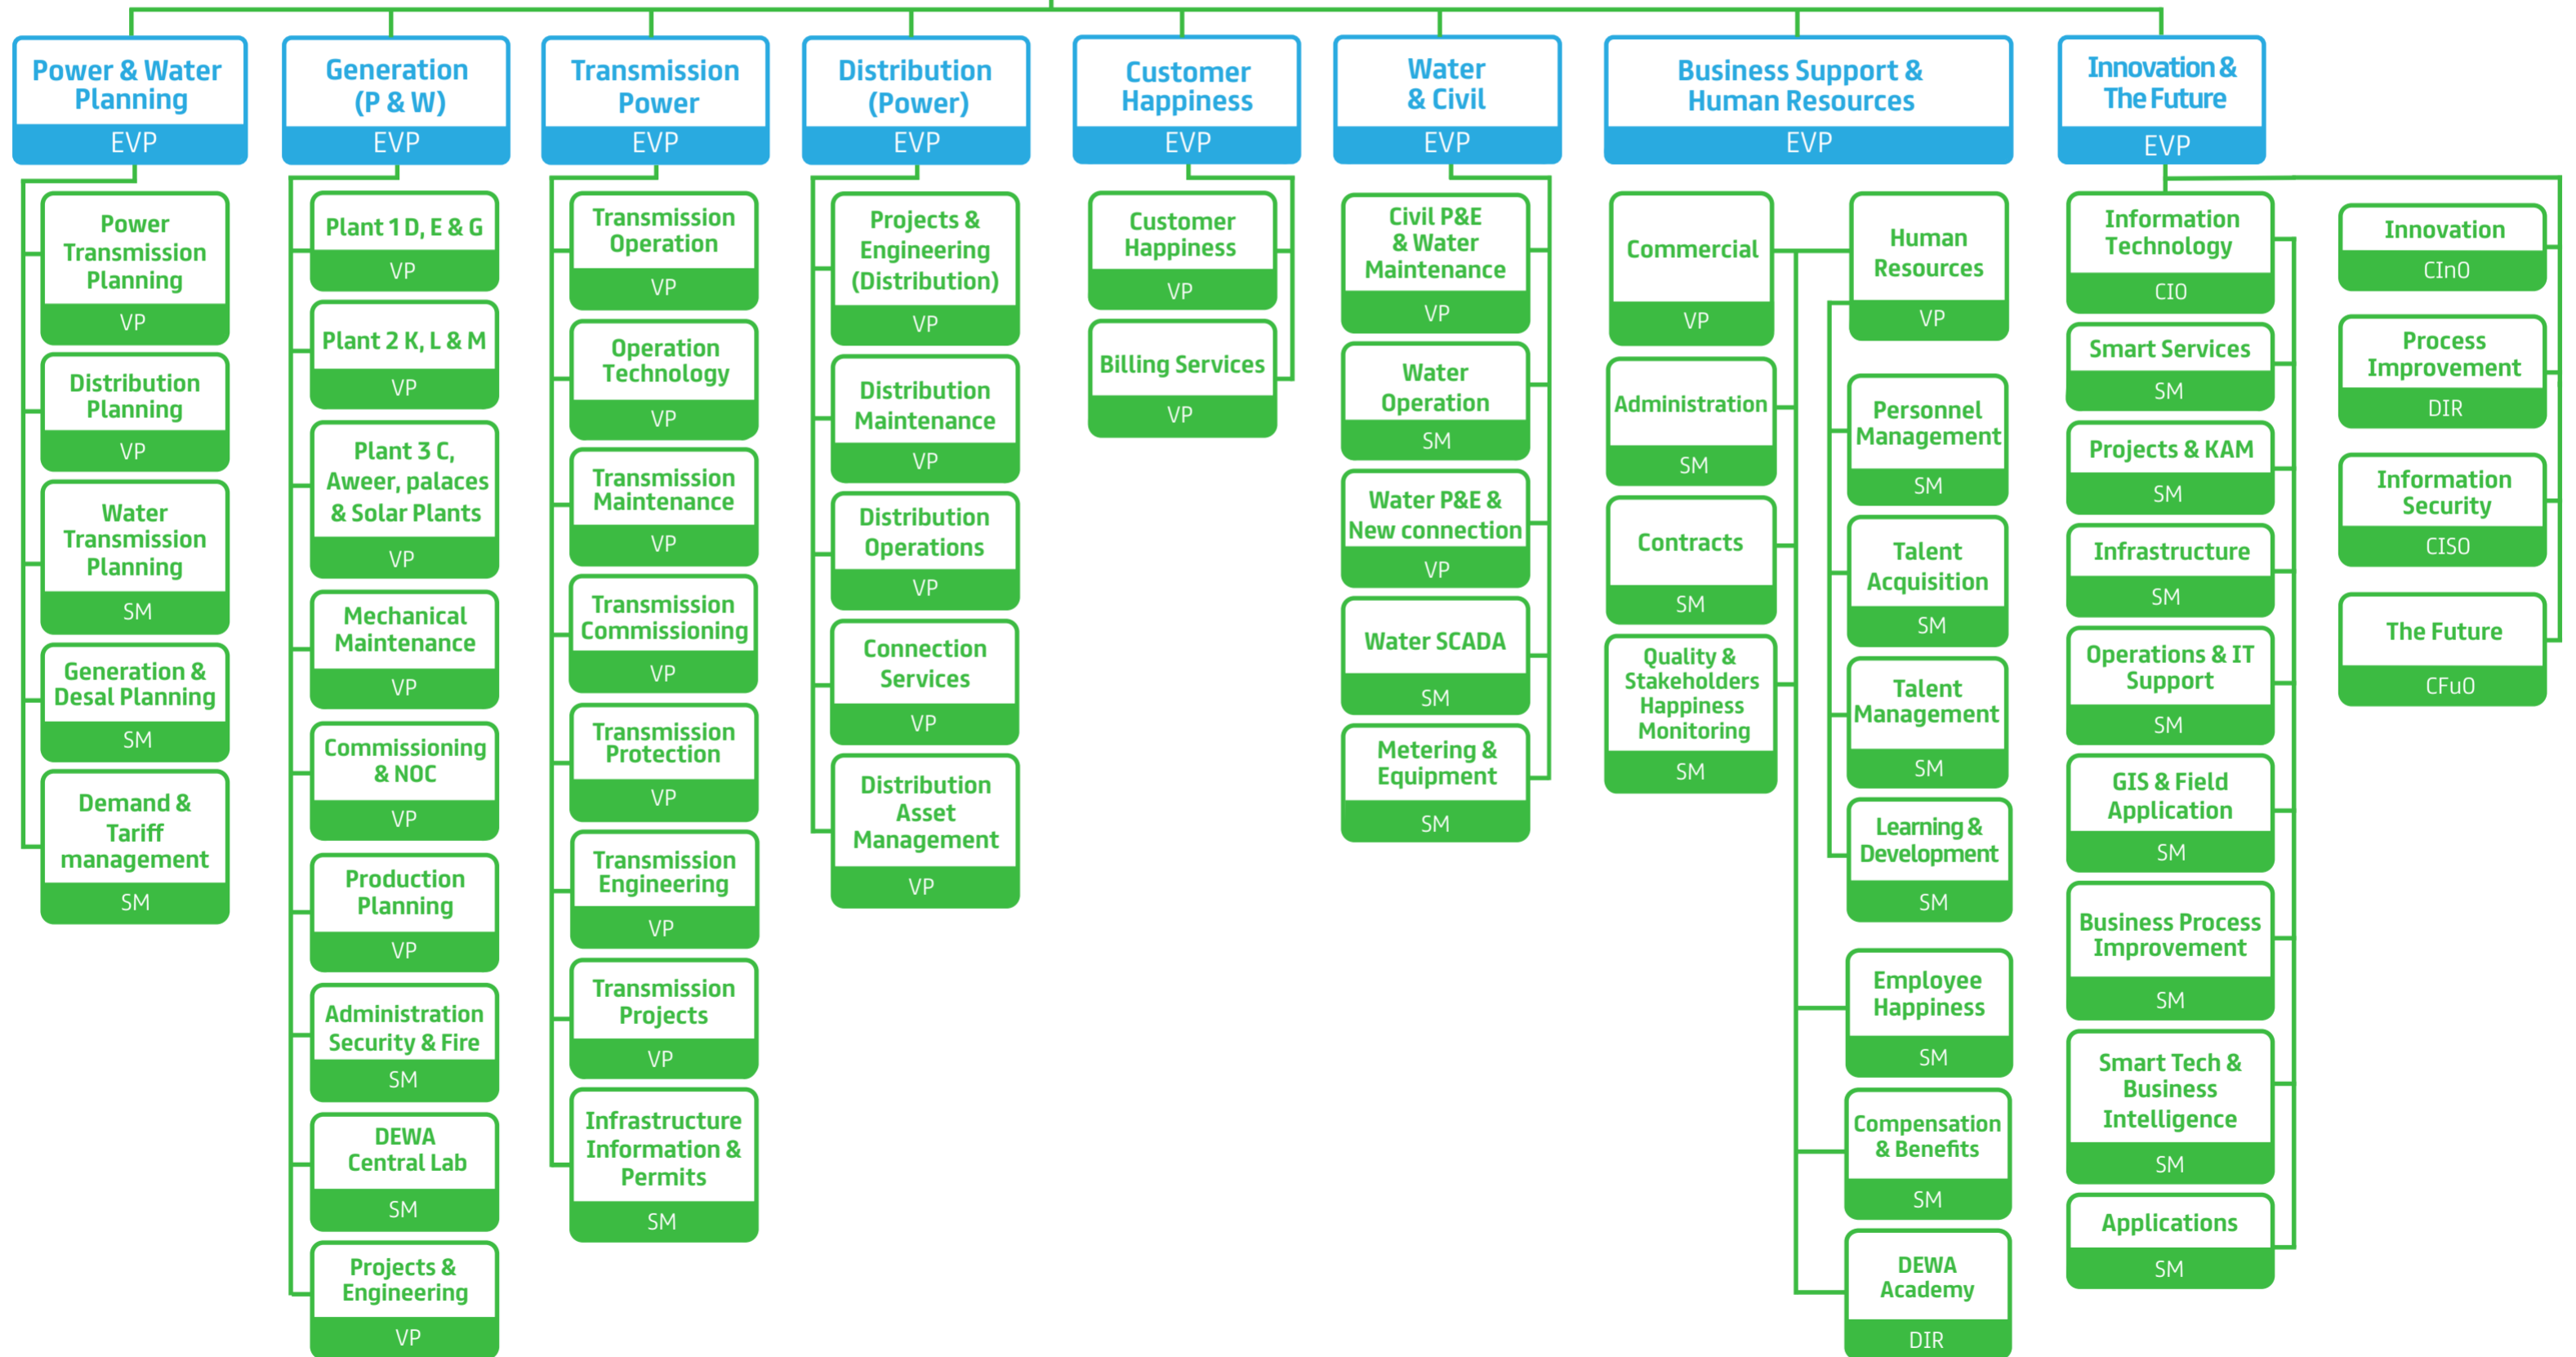 Power & Water
Planning
EVP
Power
Transmission
Planning
VP
Distribution
Planning
VP
Water
Transmission
Planning
SM
Generation &
Desal Planning
SM
Demand &
Tariff
management
SM
Generation
(P & W)
EVP
Plant 1 D, E & G
VP
Plant 2 K, L & M
VP
Plant 3 C,
Aweer, palaces
& Solar Plants
VP
Mechanical
Maintenance
VP
Commissioning
& NOC
VP
Production
Planning
VP
Administration
Security & Fire
SM
DEWA
Central Lab
SM
Projects &
Engineering
VP
Transmission
Power
EVP
Transmission
Operation
VP
Operation
Technology
VP
Transmission
Maintenance
VP
Transmission
Commissioning
VP
Transmission
Protection
VP
Transmission
Engineering
VP
Transmission
Projects
VP
Infrastructure
Information &
Permits
SM
Distribution
(Power)
EVP
Projects &
Engineering
(Distribution)
VP
Distribution
Maintenance
VP
Distribution
Operations
VP
Connection
Services
VP
Distribution
Asset
Management
VP
Customer
Happiness
EVP
Customer
Happiness
VP
Billing Services
VP
Water
& Civil
EVP
Civil P&E
& Water
Maintenance
VP
Water
Operation
SM
Water P&E &
New connection
VP
Water SCADA
SM
Metering &
Equipment
SM
Business Support &
Human Resources
EVP
Commercial
VP
Administration
SM
Contracts
SM
Quality &
Stakeholders
Happiness
Monitoring
SM
Human
Resources
VP
Personnel
Management
SM
Talent
Acquisition
SM
Talent
Management
SM
Learning &
Development
SM
Employee
Happiness
SM
Compensation
& Benefits
SM
DEWA
Academy
DIR
Innovation &
The Future
EVP
Information
Technology
CIO
Smart Services
SM
Projects & KAM
SM
Infrastructure
SM
Operations & IT
Support
SM
GIS & Field
Application
SM
Business Process
Improvement
SM
Smart Tech &
Business
Intelligence
SM
Applications
SM
Innovation
CInO
Process
Improvement
DIR
Information
Security
CISO
The Future
CFuO